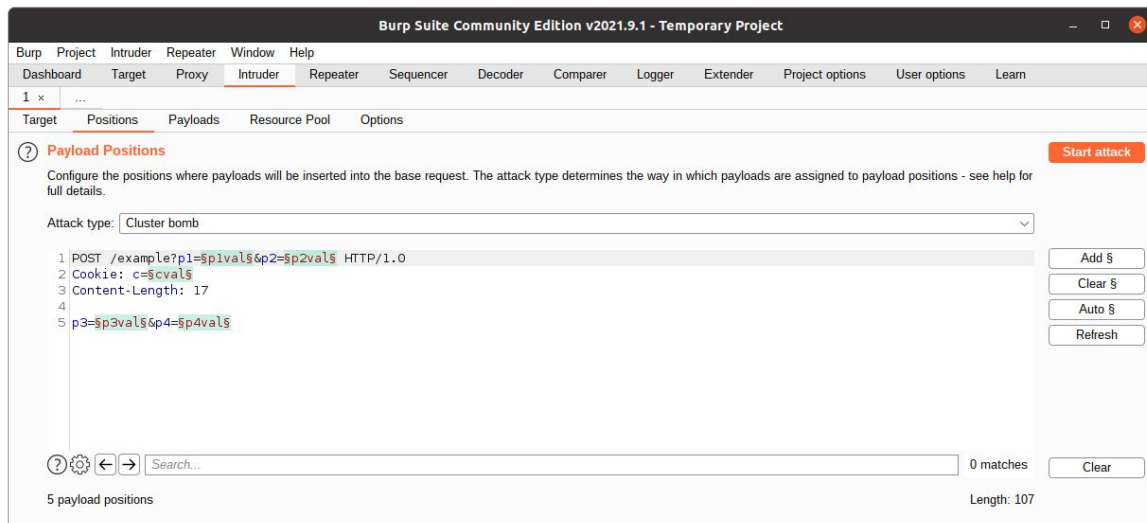 Burp Suite Community Edition v2021.9.1 - Temporary Project
Burp Project Intruder Repeater Window Help
Dashboard Target Proxy Intruder Repeater Sequencer Decoder Comparer Logger Extender Project options User options Learn
1 × ...
Target Positions Payloads Resource Pool Options
? Payload Positions
Start attack
Configure the positions where payloads will be inserted into the base request. The attack type determines the way in which payloads are assigned to payload positions - see help for
full details.
Attack type: Cluster bomb
1 POST /example?p1=§p1val§&p2=§p2val§ HTTP/1.0
2 Cookie: c=§cval§
3 Content-Length: 17
4
5 p3=§p3val§&p4=§p4val§
Add §
Clear §
Auto §
Refresh
? Search... 0 matches Clear
5 payload positions Length: 107